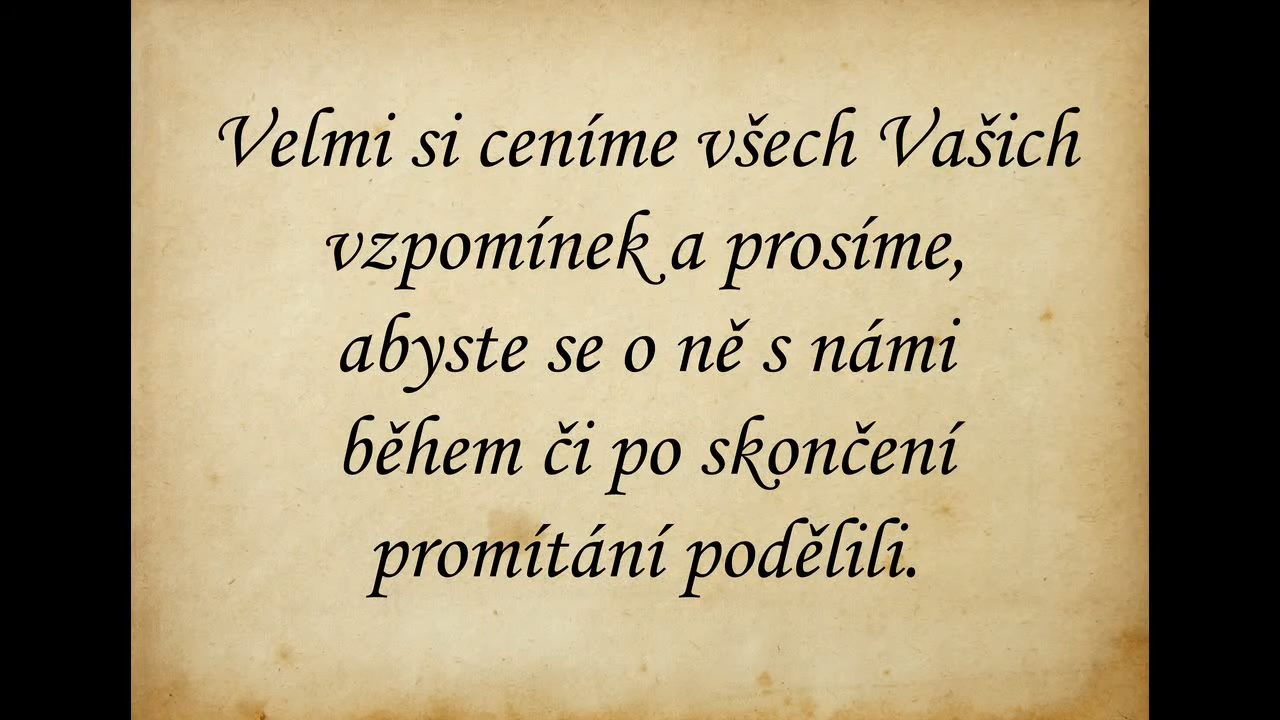 Velmi si ceníme všech Vašich
vzpomínek a prosíme,
abyste se o ně s námi
během či po skončení
promítání podělili.